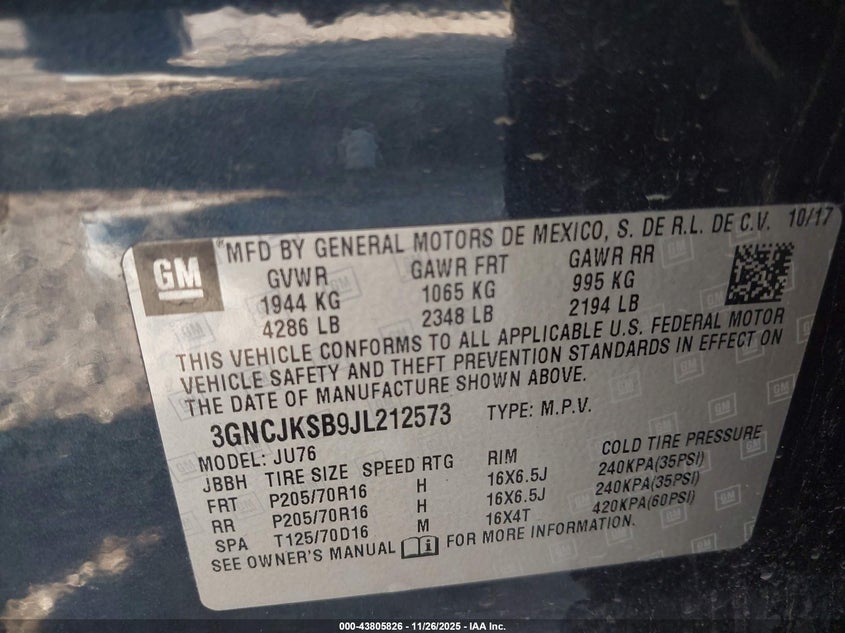 GM
® MFD BY GENERAL MOTORS DE MEXICO, S. DE R.L. DE C.V. 10/17
GVWR GAWR FRT GAWR RR
1944 KG 1065 KG 995 KG
4286 LB 2348 LB 2194 LB
THIS VEHICLE CONFORMS TO ALL APPLICABLE U.S. FEDERAL MOTOR
VEHICLE SAFETY AND THEFT PREVENTION STANDARDS IN EFFECT ON
THE DATE OF MANUFACTURE SHOWN ABOVE.
3GNCJKSB9JL212573 TYPE: M.P.V.
MODEL: JU76
JBBH TIRE SIZE SPEED RTG RIM COLD TIRE PRESSURE
FRT P205/70R16 H 16X6.5J 240KPA(35PSI)
RR P205/70R16 H 16X6.5J 240KPA(35PSI)
SPA T125/70D16 M 16X4T 420KPA(60PSI)
SEE OWNER'S MANUAL FOR MORE INFORMATION.
000-43805826 - 11/26/2025 - IAA Inc.